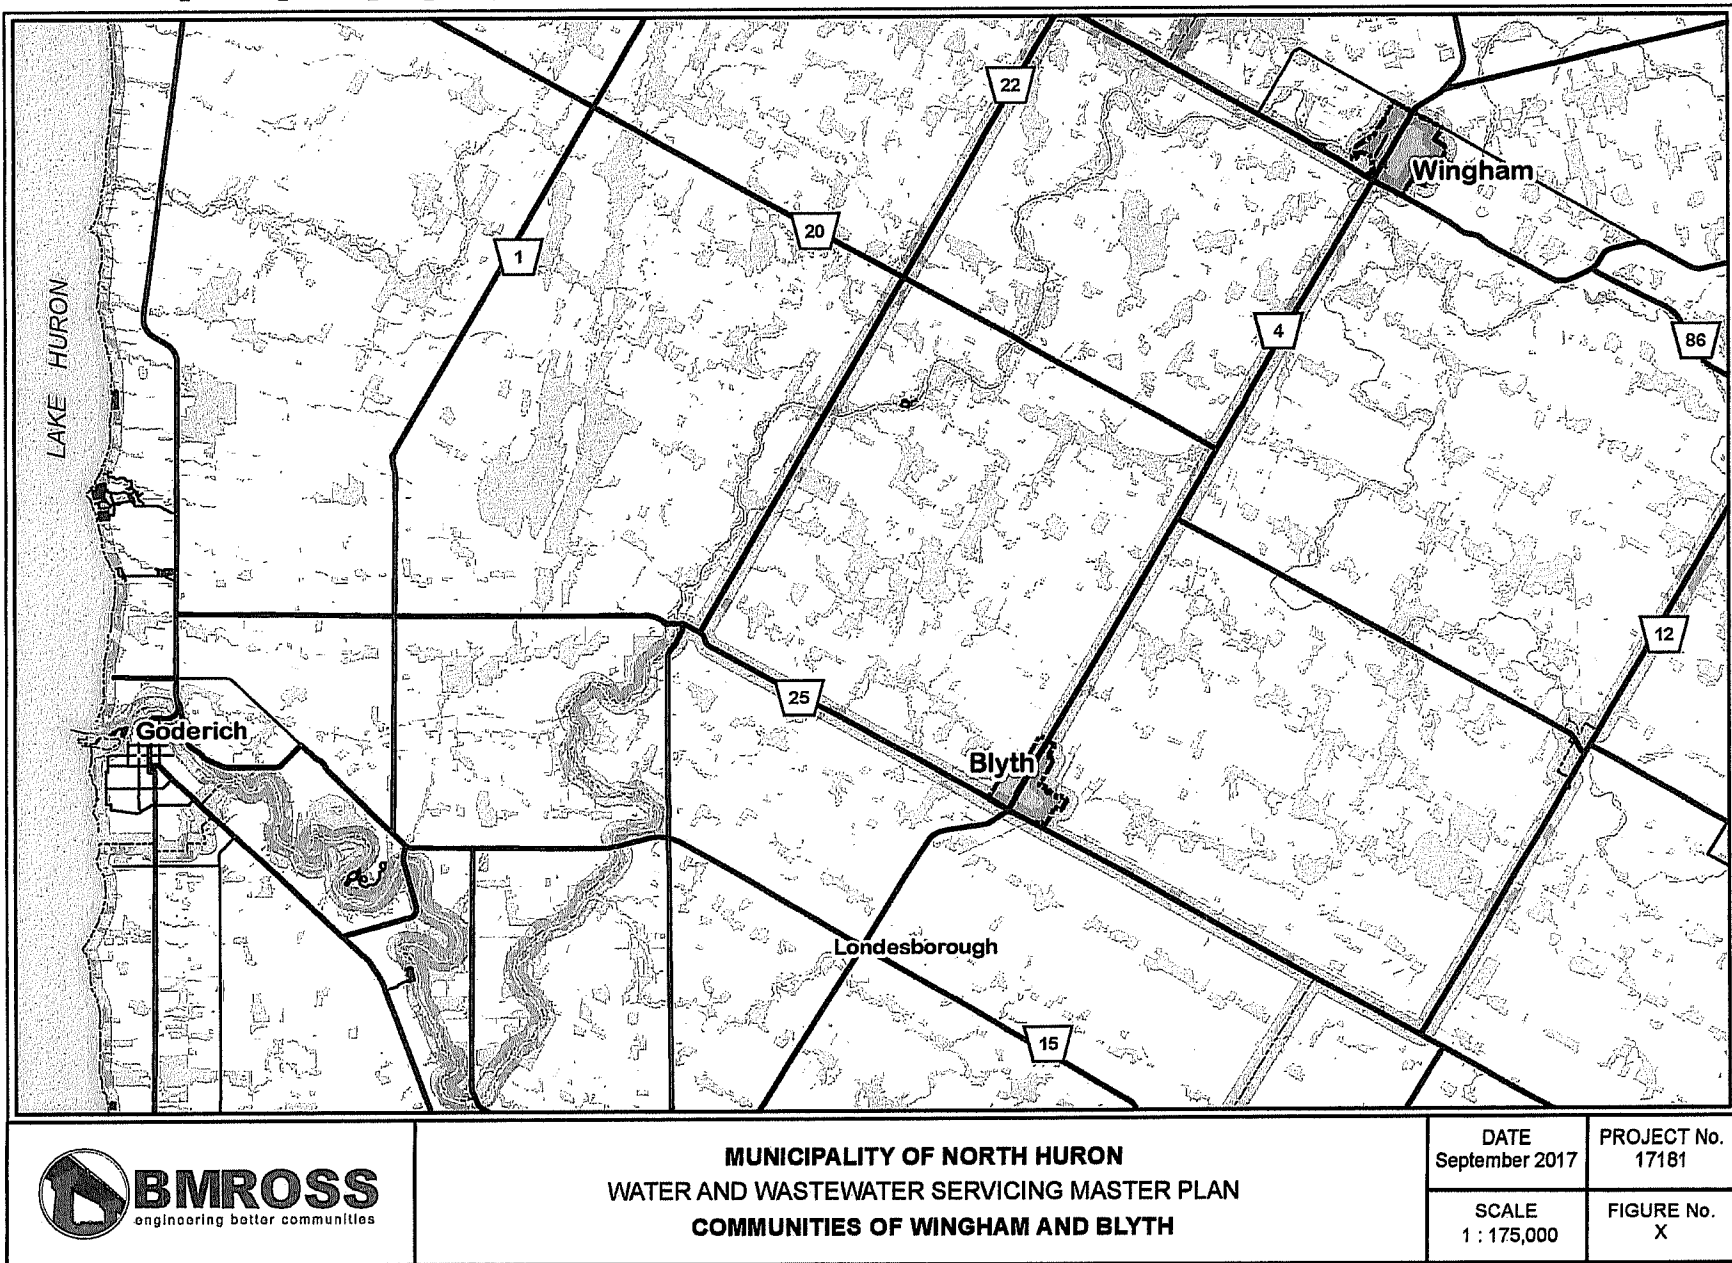 22
Wingham
20
1
LAKE HURON
4
86
12
25
Goderich
Blyth
Londesborough
15
BMROSS
engineering better communities
MUNICIPALITY OF NORTH HURON
WATER AND WASTEWATER SERVICING MASTER PLAN
COMMUNITIES OF WINGHAM AND BLYTH
DATE
September 2017
PROJECT No.
17181
SCALE
1 : 175,000
FIGURE No.
X